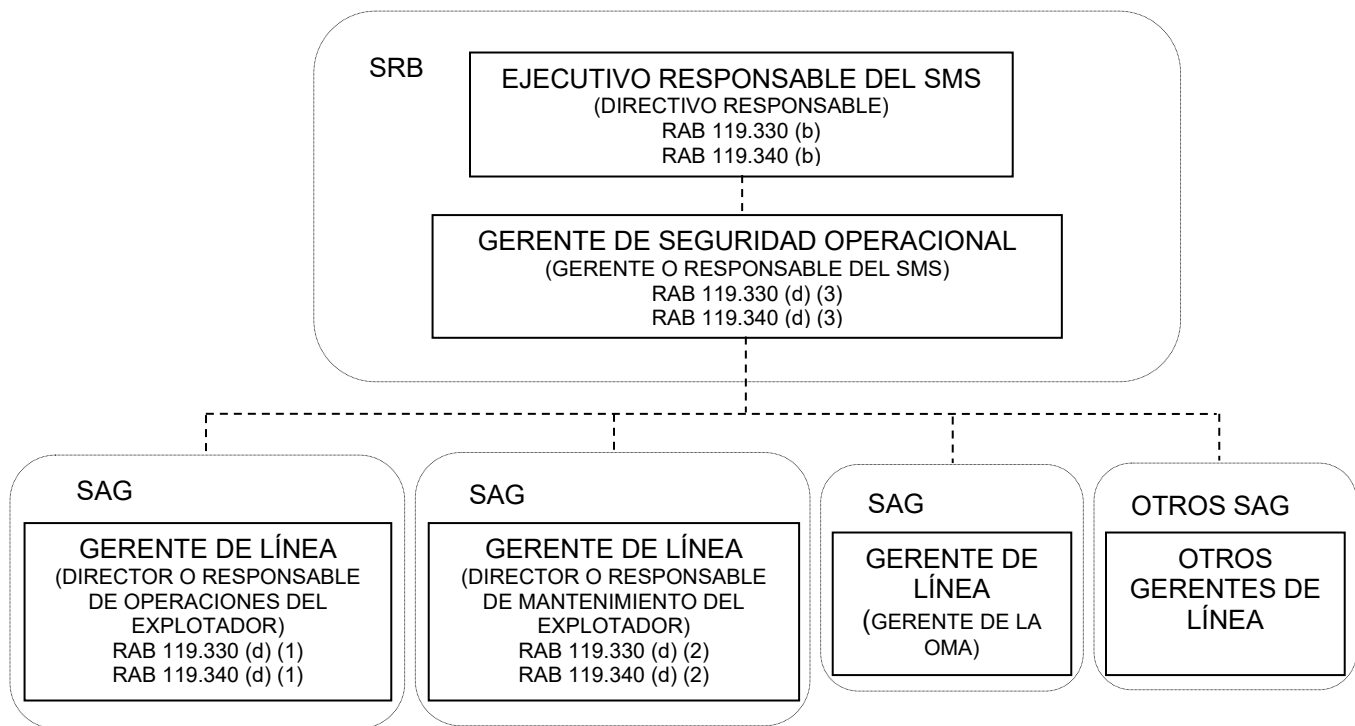 SRB
EJECUTIVO RESPONSABLE DEL SMS
(DIRECTIVO RESPONSABLE)
RAB 119.330 (b)
RAB 119.340 (b)
GERENTE DE SEGURIDAD OPERACIONAL
(GERENTE O RESPONSABLE DEL SMS)
RAB 119.330 (d) (3)
RAB 119.340 (d) (3)
SAG
GERENTE DE LÍNEA
(DIRECTOR O RESPONSABLE
DE OPERACIONES DEL
EXPLOTADOR)
RAB 119.330 (d) (1)
RAB 119.340 (d) (1)
SAG
GERENTE DE LÍNEA
(DIRECTOR O RESPONSABLE
DE MANTENIMIENTO DEL
EXPLOTADOR)
RAB 119.330 (d) (2)
RAB 119.340 (d) (2)
SAG
GERENTE DE
LÍNEA
(GERENTE DE LA
OMA)
OTROS SAG
OTROS
GERENTES DE
LÍNEA